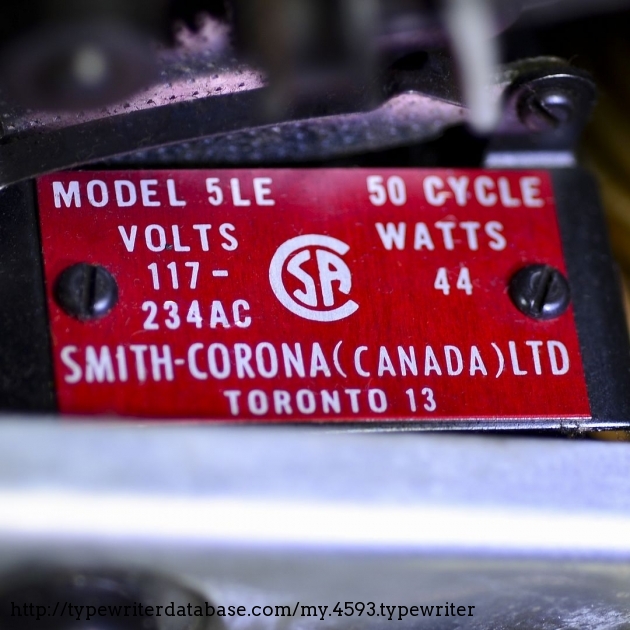 MODEL 5LE 50 CYCLE
VOLTS WATTS
117- CSA 44
234AC
SMITH-CORONA(CANADA)LTD
TORONTO 13
http://typewriterdatabase.com/my.4593.typewriter